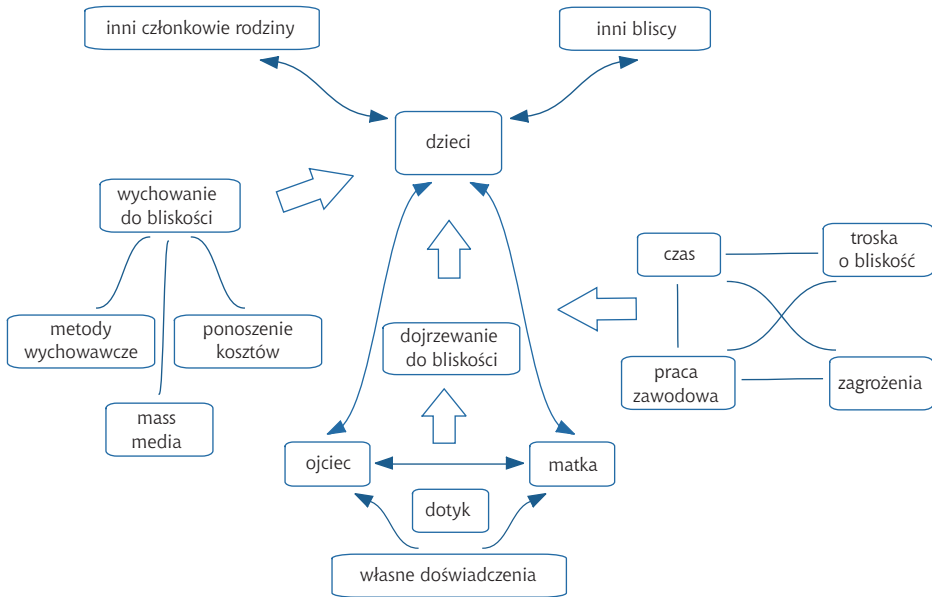 inni członkowie rodziny
inni bliscy
dzieci
wychowanie
do bliskości
czas
troska
o bliskość
metody
wychowawcze
ponoszenie
kosztów
dojrzewanie
do bliskości
praca
zawodowa
zagrożenia
mass
media
ojciec
matka
dotyk
własne doświadczenia